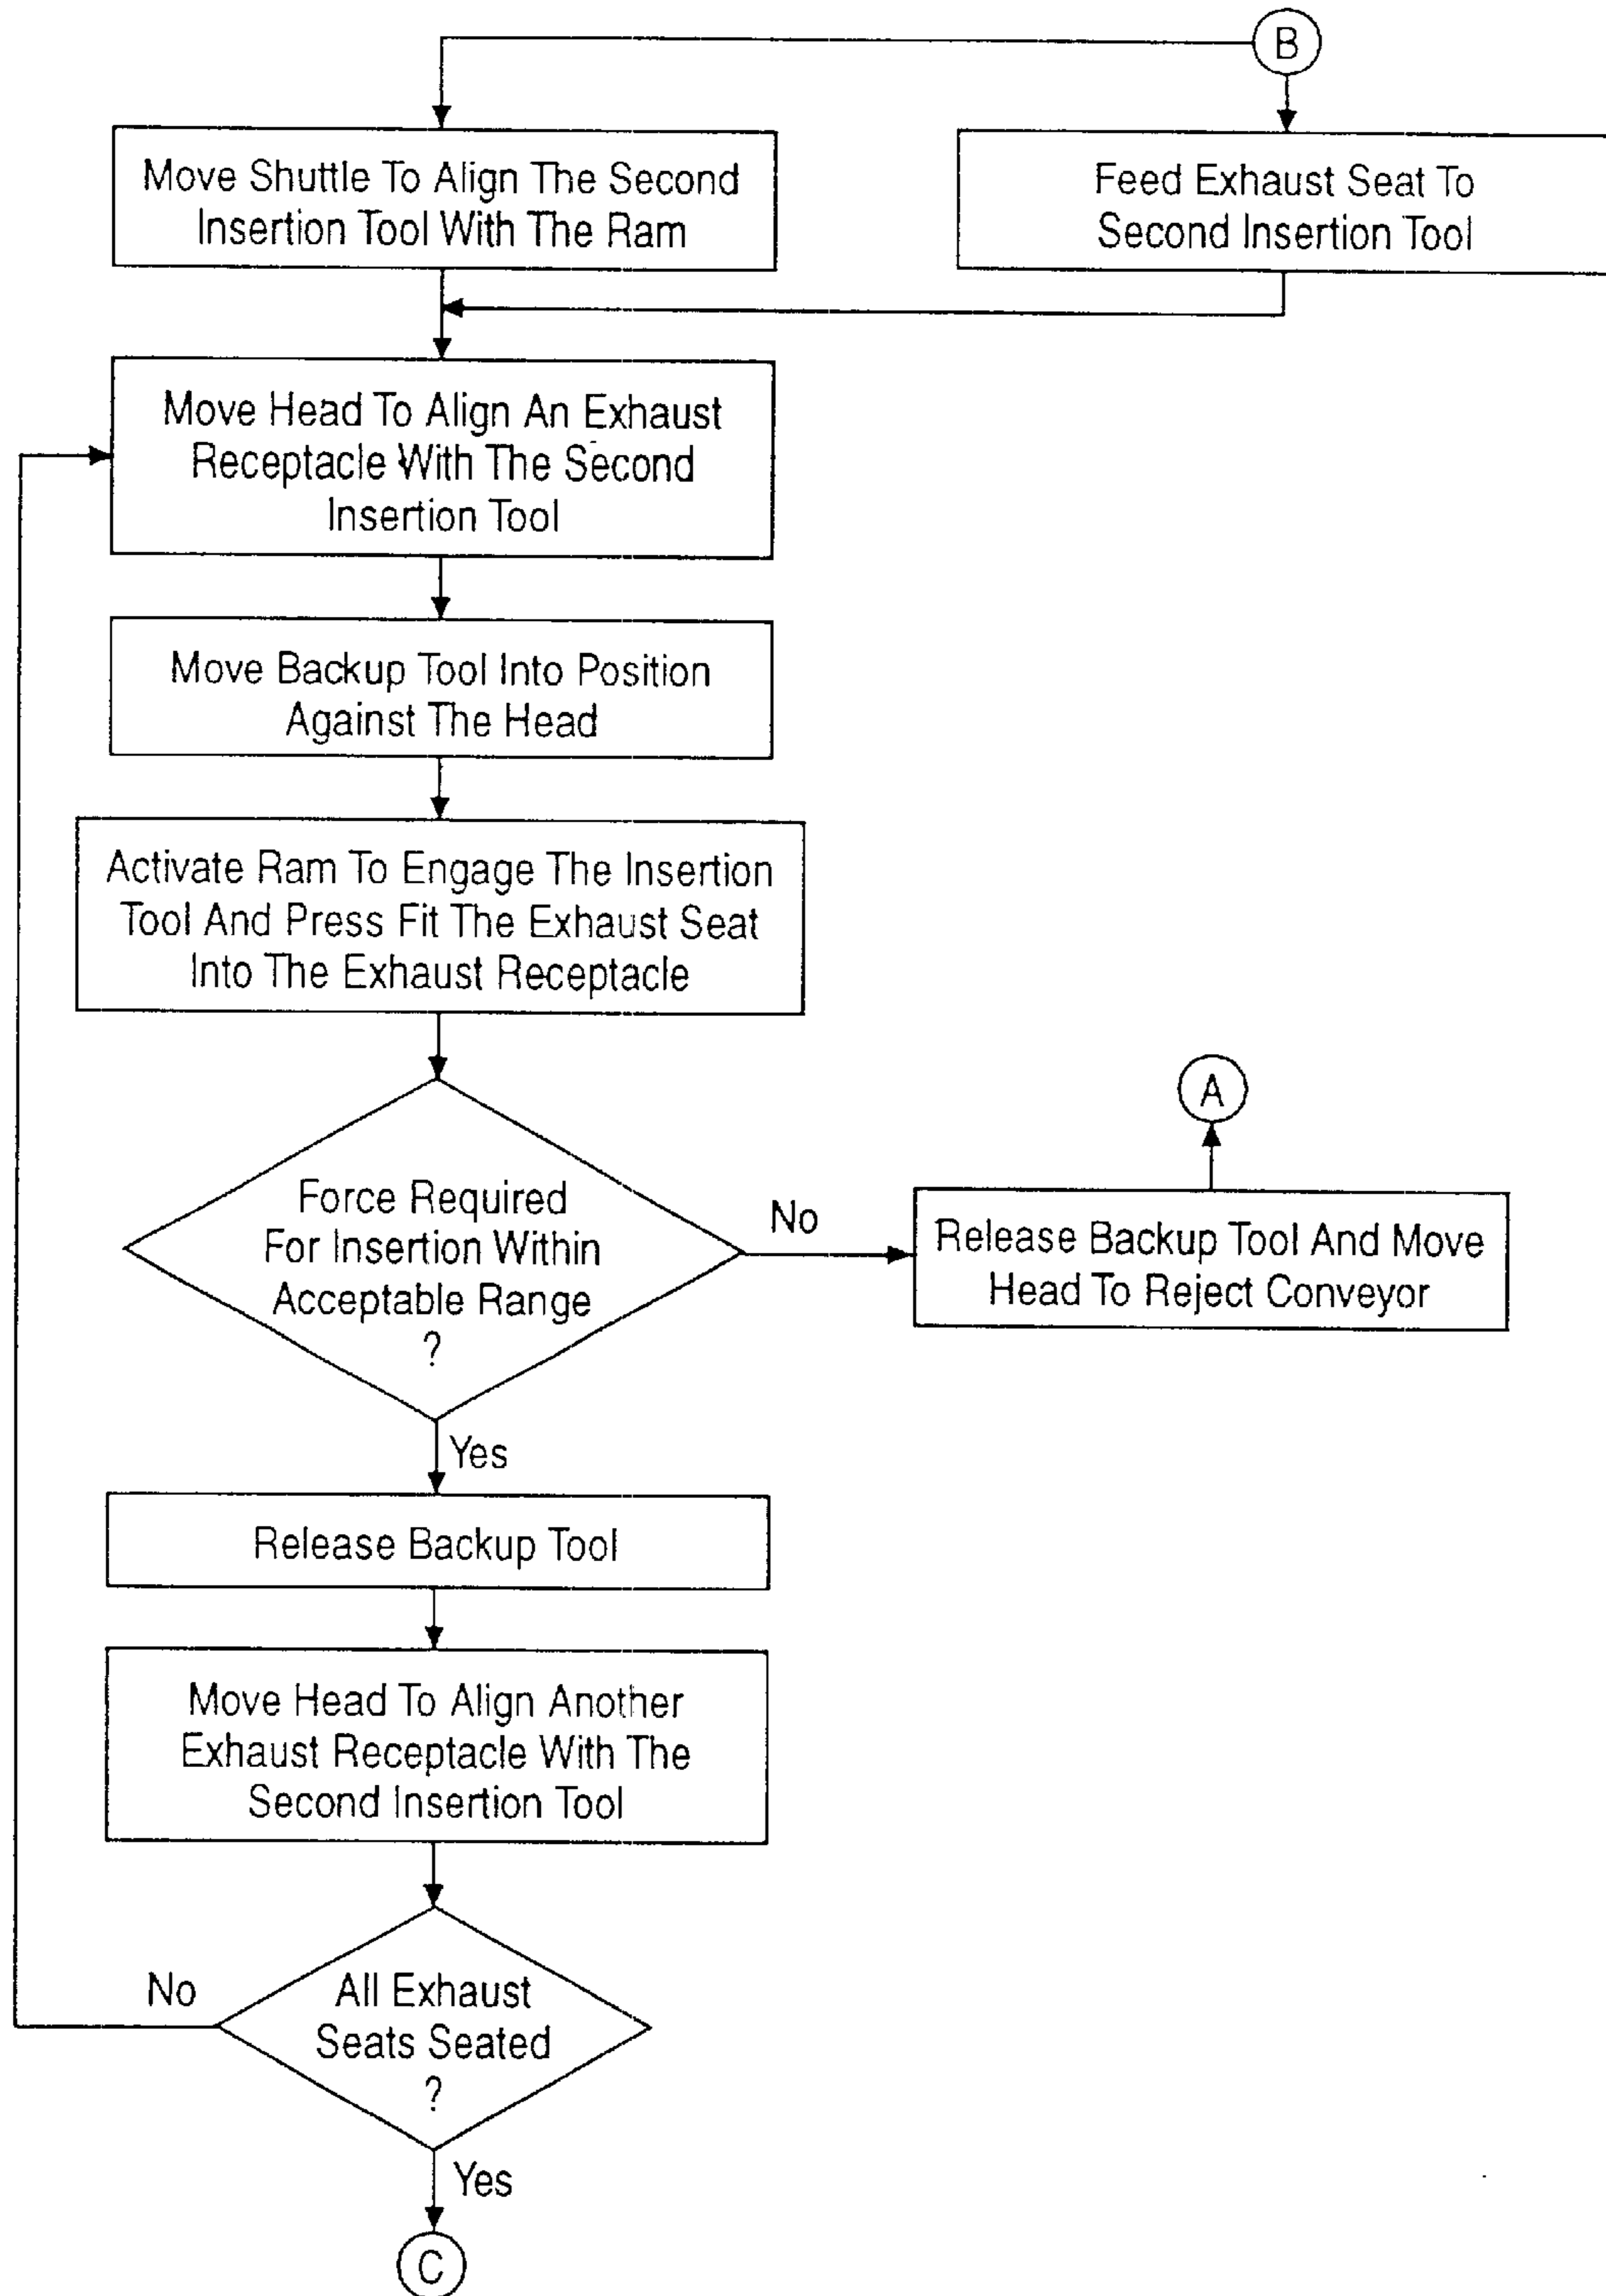 B
Move Shuttle To Align The Second
Insertion Tool With The Ram
Feed Exhaust Seat To
Second Insertion Tool
Move Head To Align An Exhaust
Receptacle With The Second
Insertion Tool
Move Backup Tool Into Position
Against The Head
Activate Ram To Engage The Insertion
Tool And Press Fit The Exhaust Seat
Into The Exhaust Receptacle
Force Required
For Insertion Within
Acceptable Range
?
No
Release Backup Tool And Move
Head To Reject Conveyor
A
Yes
Release Backup Tool
Move Head To Align Another
Exhaust Receptacle With The
Second Insertion Tool
All Exhaust
Seats Seated
?
No
Yes
C